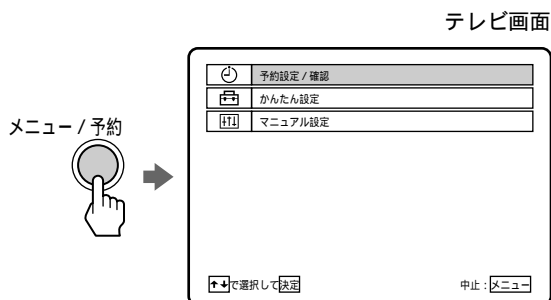 テレビ画面
メニュー / 予約
予約設定 / 確認
かんたん設定
マニュアル設定
↑↓で選択して決定
中止 : メニュー